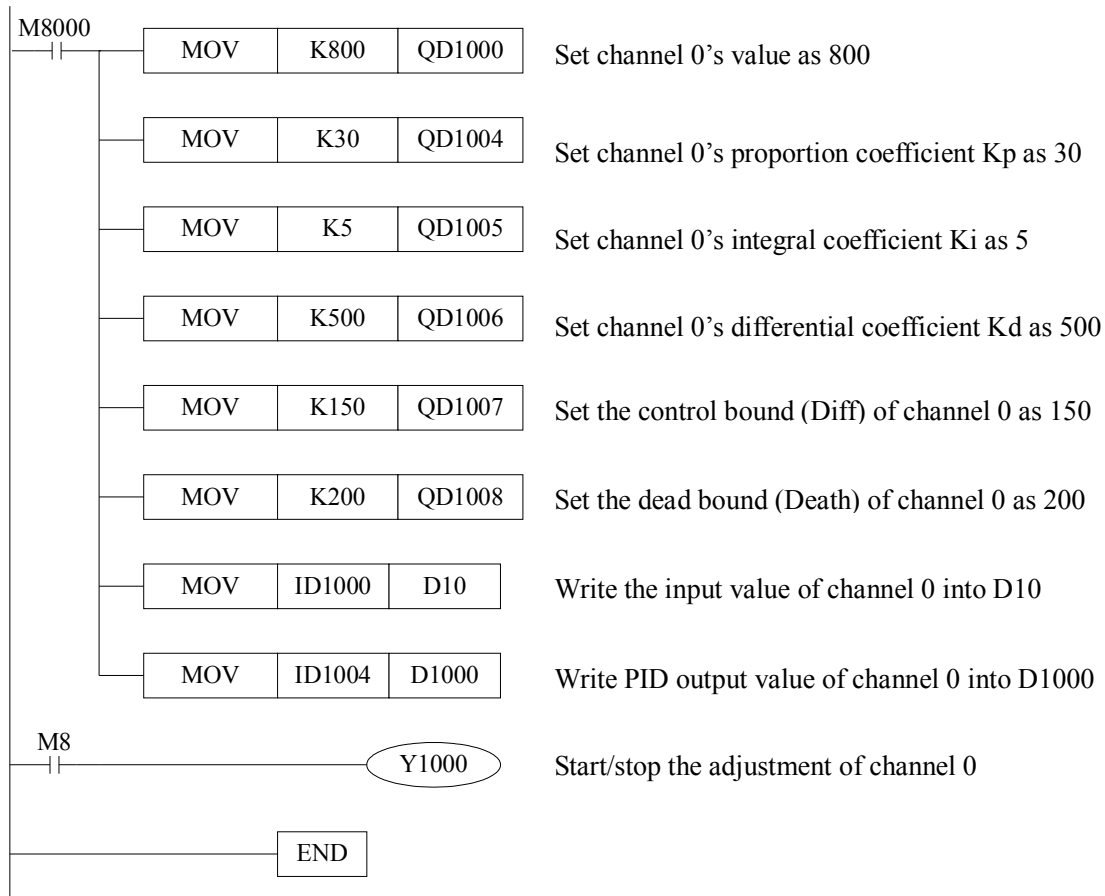 M8000
MOV K800 QD1000 Set channel 0’s value as 800
MOV K30 QD1004 Set channel 0’s proportion coefficient Kp as 30
MOV K5 QD1005 Set channel 0’s integral coefficient Ki as 5
MOV K500 QD1006 Set channel 0’s differential coefficient Kd as 500
MOV K150 QD1007 Set the control bound (Diff) of channel 0 as 150
MOV K200 QD1008 Set the dead bound (Death) of channel 0 as 200
MOV ID1000 D10 Write the input value of channel 0 into D10
MOV ID1004 D1000 Write PID output value of channel 0 into D1000
M8
Y1000 Start/stop the adjustment of channel 0
END